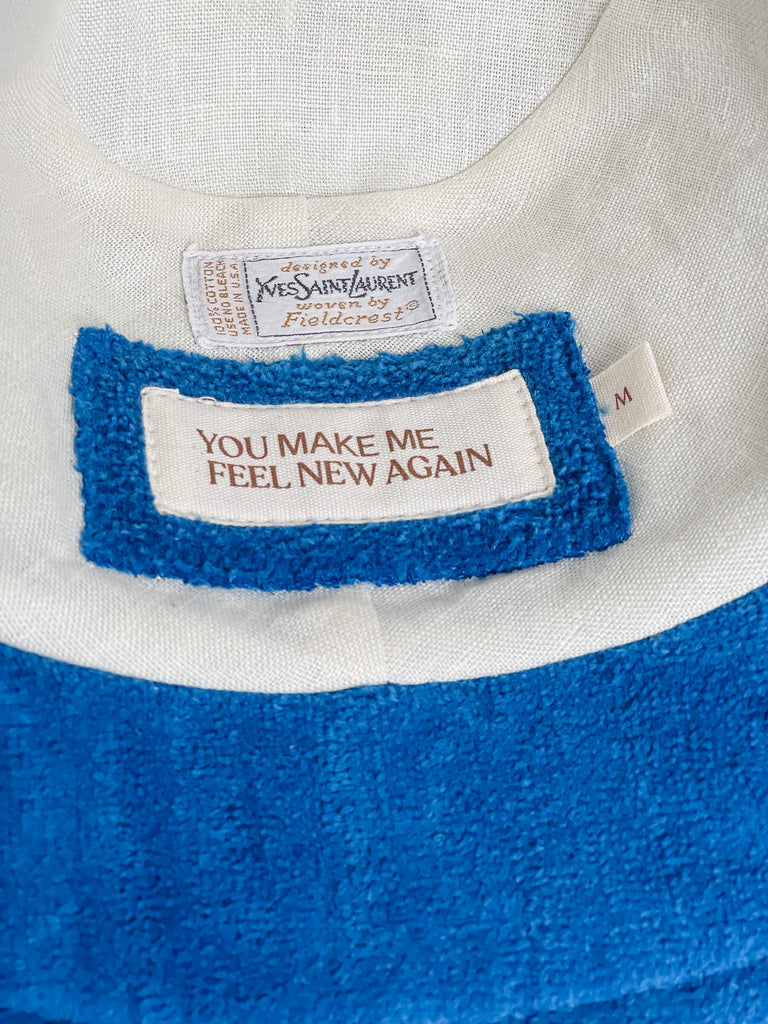 100% COTTON
USE NO BLEACH
MADE IN U.S.A.
designed by
YVESSAINTLAURENT
woven by
Fieldcrest®
YOU MAKE ME
FEEL NEW AGAIN
M